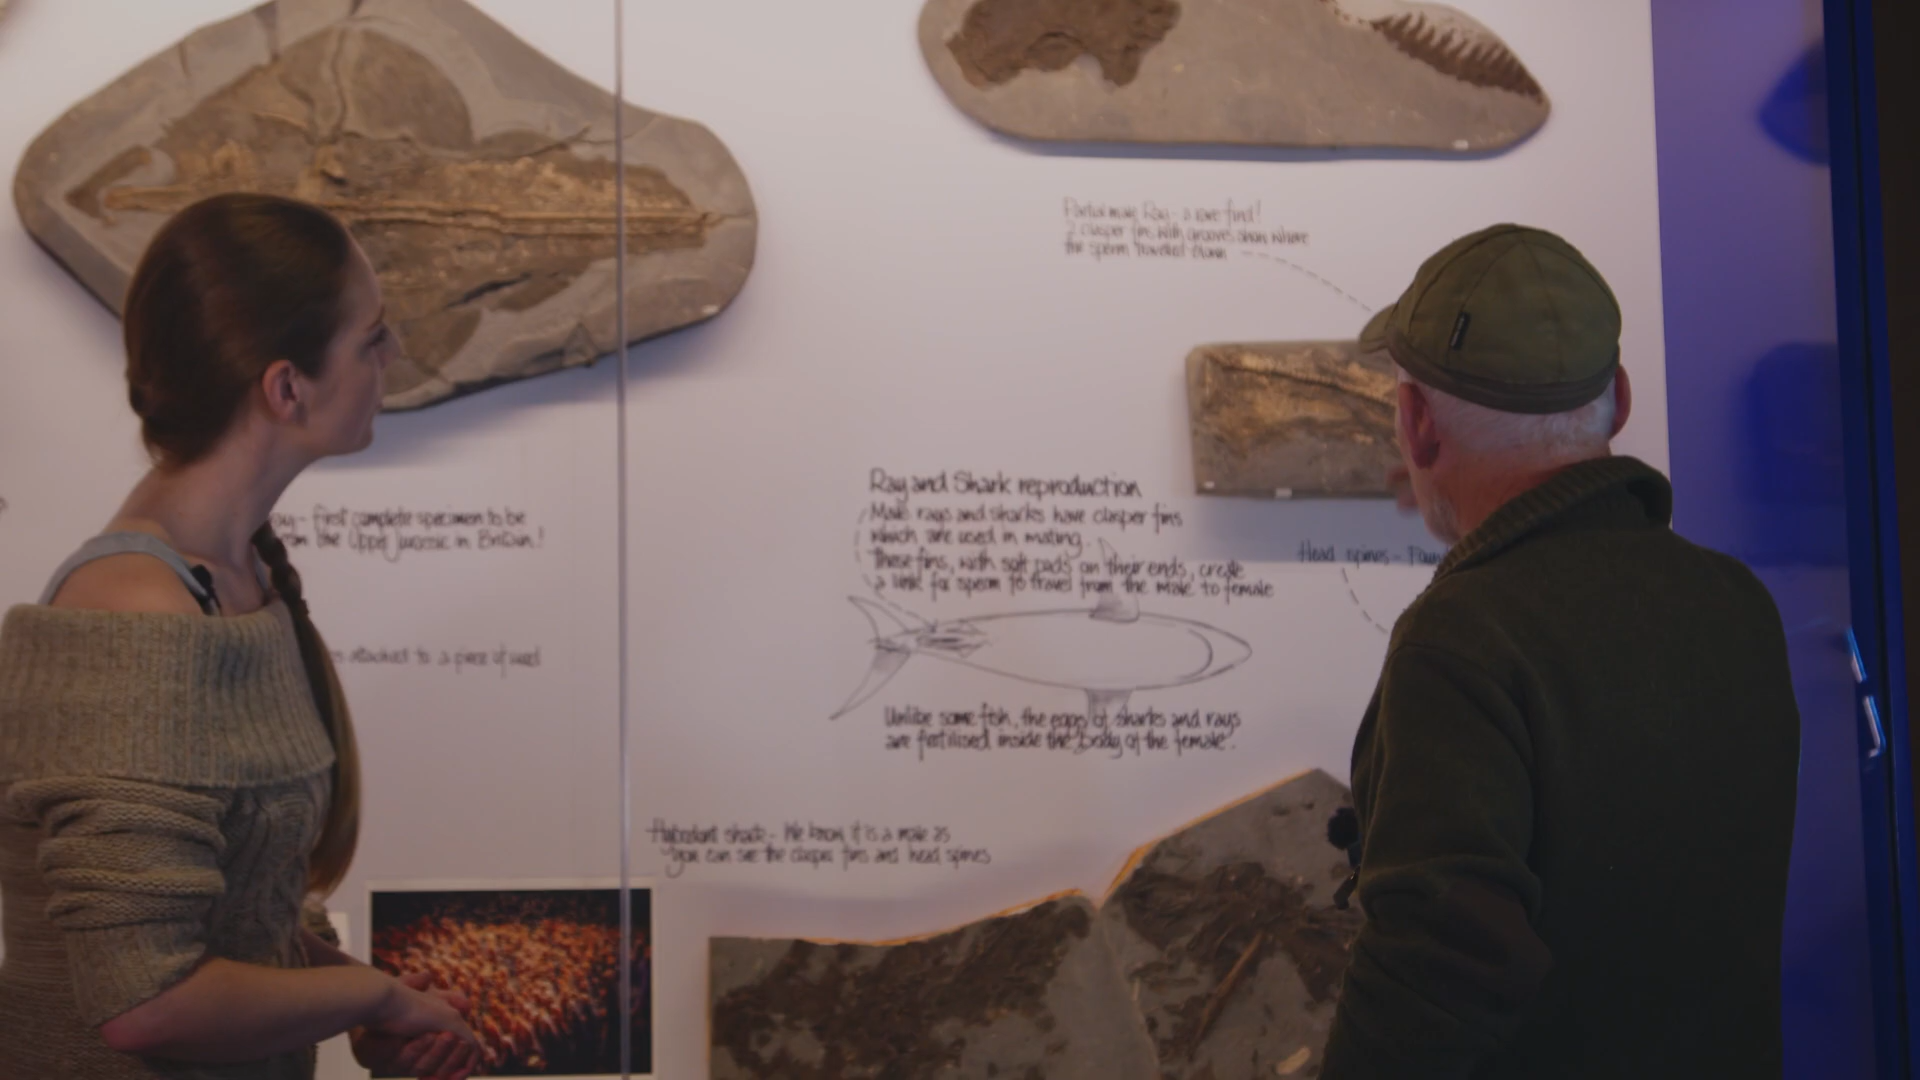 Partial male Ray - a rare find!
2 clasper fins with grooves show where
the sperm travelled down
Ray and Shark reproduction
Male rays and sharks have clasper fins
which are used in mating.
These fins, with soft pads on their ends, create
a link for sperm to travel from the male to female
Head spines - Ray
- first complete specimen to be
the Upper Jurassic in Britain!
attached to a piece of wood
Unlike some fish, the eggs of sharks and rays
are fertilised inside the body of the female.
Hybodont shark - We know it is a male as
you can see the clasper fins and head spines